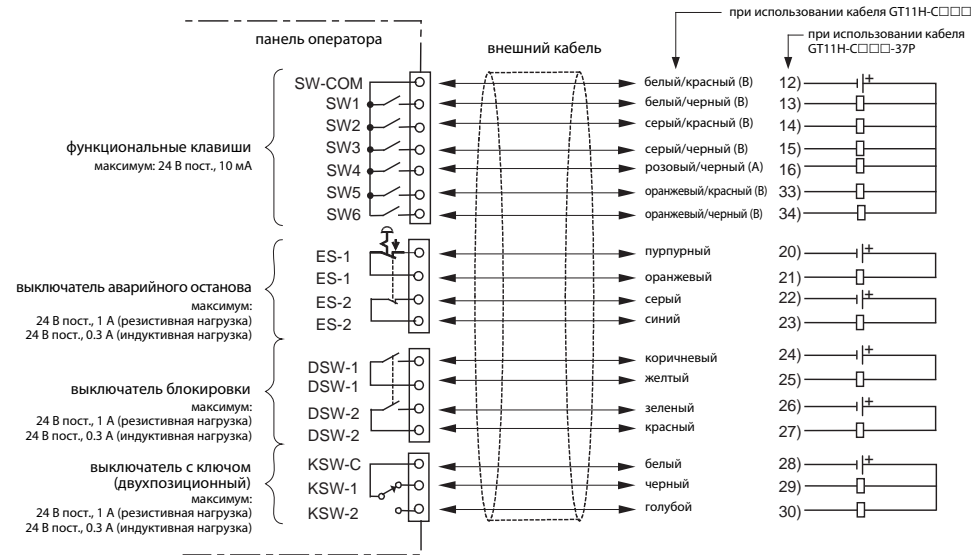 при использовании кабеля GT11H-C□□□
при использовании кабеля
GT11H-C□□□-37P
панель оператора
внешний кабель
функциональные клавиши
максимум: 24 В пост., 10 мА
SW-COM
белый/красный (B)
12)
+
SW1
белый/черный (B)
13)
SW2
серый/красный (B)
14)
SW3
серый/черный (B)
15)
SW4
розовый/черный (A)
16)
SW5
оранжевый/красный (B)
33)
SW6
оранжевый/черный (B)
34)
выключатель аварийного останова
максимум:
24 В пост., 1 А (резистивная нагрузка)
24 В пост., 0.3 А (индуктивная нагрузка)
ES-1
пурпурный
20)
+
ES-1
оранжевый
21)
ES-2
серый
22)
+
ES-2
синий
23)
выключатель блокировки
максимум:
24 В пост., 1 А (резистивная нагрузка)
24 В пост., 0.3 А (индуктивная нагрузка)
DSW-1
коричневый
24)
+
DSW-1
желтый
25)
DSW-2
зеленый
26)
+
DSW-2
красный
27)
выключатель с ключом
(двухпозиционный)
максимум:
24 В пост., 1 А (резистивная нагрузка)
24 В пост., 0.3 А (индуктивная нагрузка)
KSW-C
белый
28)
+
KSW-1
черный
29)
KSW-2
голубой
30)